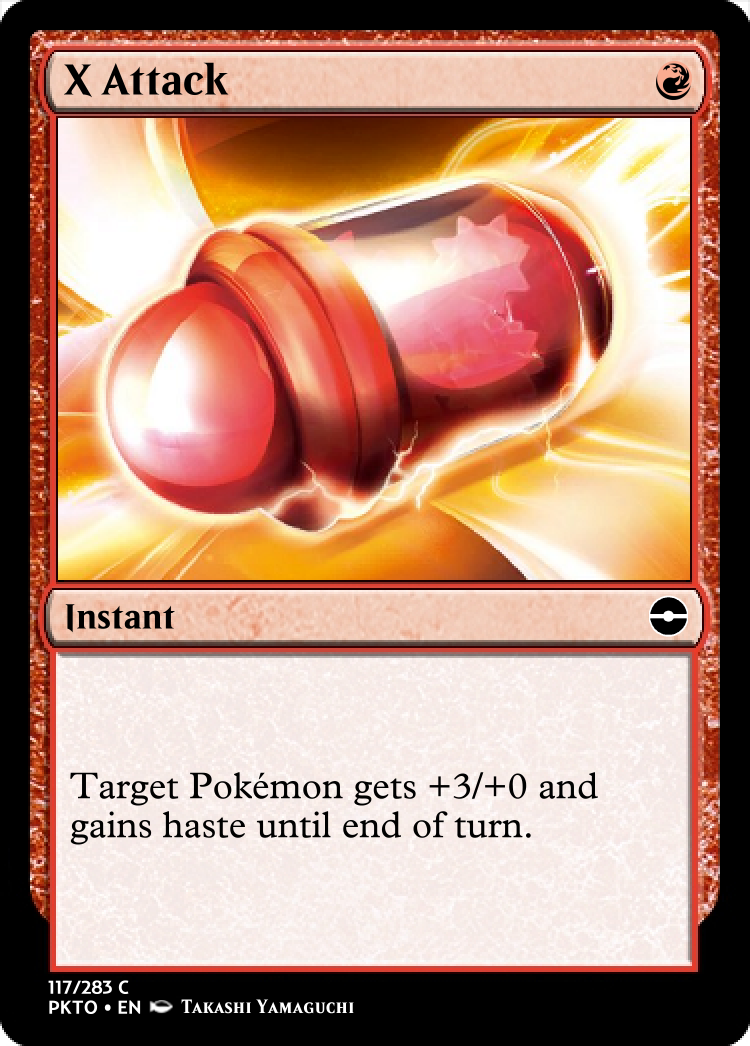 X Attack
Instant
Target Pokémon gets +3/+0 and
gains haste until end of turn.
117/283 C
PKTO • EN Takashi Yamaguchi